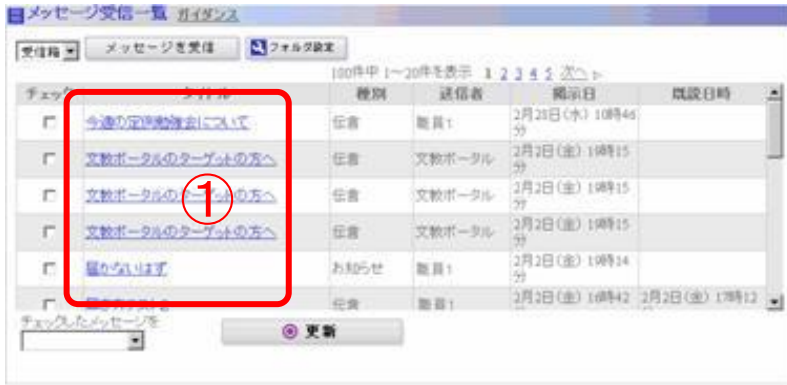 メッセージ受信一覧 ガイダンス
受信箱 メッセージを受信 フォルダ設定
100件中 1～20件を表示 1 2 3 4 5 次へ
チェック タイトル 種別 送信者 掲示日 既読日時
①
今週の定例勉強会について 伝言 職員1 2月28日(水) 10時46分
文教ポータルのターゲットの方へ 伝言 文教ポータル 2月2日(金) 19時15分
文教ポータルのターゲットの方へ 伝言 文教ポータル 2月2日(金) 19時15分
文教ポータルのターゲットの方へ 伝言 文教ポータル 2月2日(金) 19時15分
届かないはず お知らせ 職員1 2月2日(金) 19時14分
伝言 職員1 2月2日(金) 16時42 2月2日(金) 17時12
チェックしたメッセージを
更新